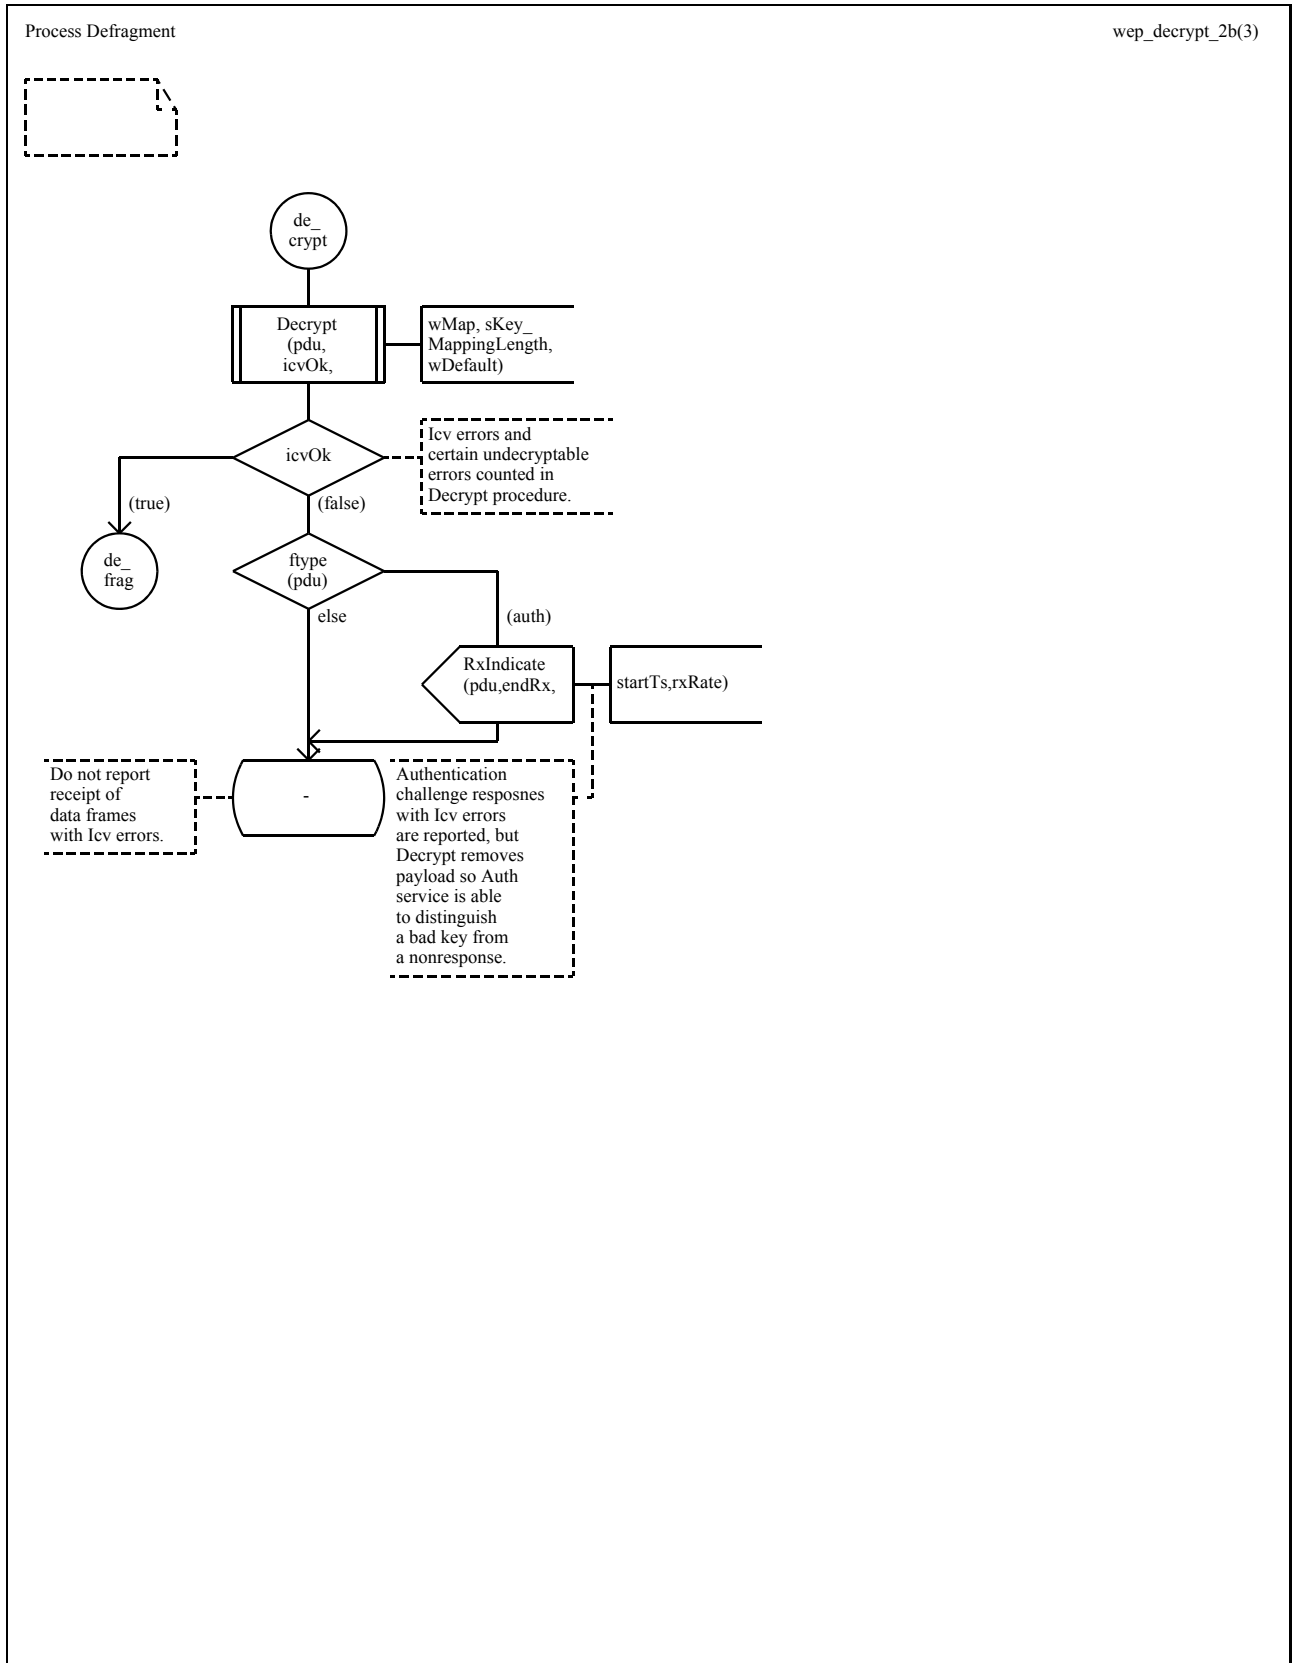 Process Defragment
wep_decrypt_2b(3)
de_
crypt
Decrypt
(pdu,
icvOk,
wMap, sKey_
MappingLength,
wDefault)
icvOk
Icv errors and
certain undecryptable
errors counted in
Decrypt procedure.
(true)
(false)
de_
frag
ftype
(pdu)
else
(auth)
RxIndicate
(pdu,endRx,
startTs,rxRate)
Do not report
receipt of
data frames
with Icv errors.
-
Authentication
challenge resposnes
with Icv errors
are reported, but
Decrypt removes
payload so Auth
service is able
to distinguish
a bad key from
a nonresponse.